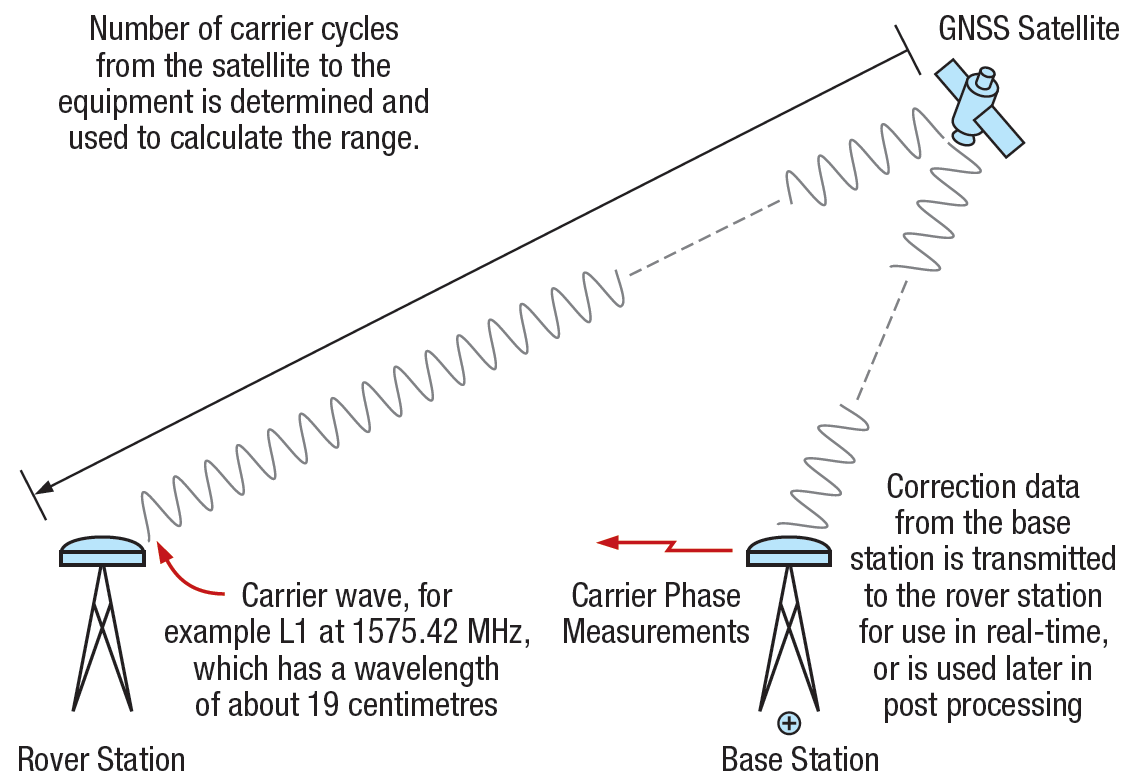 Number of carrier cycles
from the satellite to the
equipment is determined and
used to calculate the range.
GNSS Satellite
Correction data
from the base
station is transmitted
to the rover station
for use in real-time,
or is used later in
post processing
Carrier wave, for
example L1 at 1575.42 MHz,
which has a wavelength
of about 19 centimetres
Carrier Phase
Measurements
Rover Station
Base Station